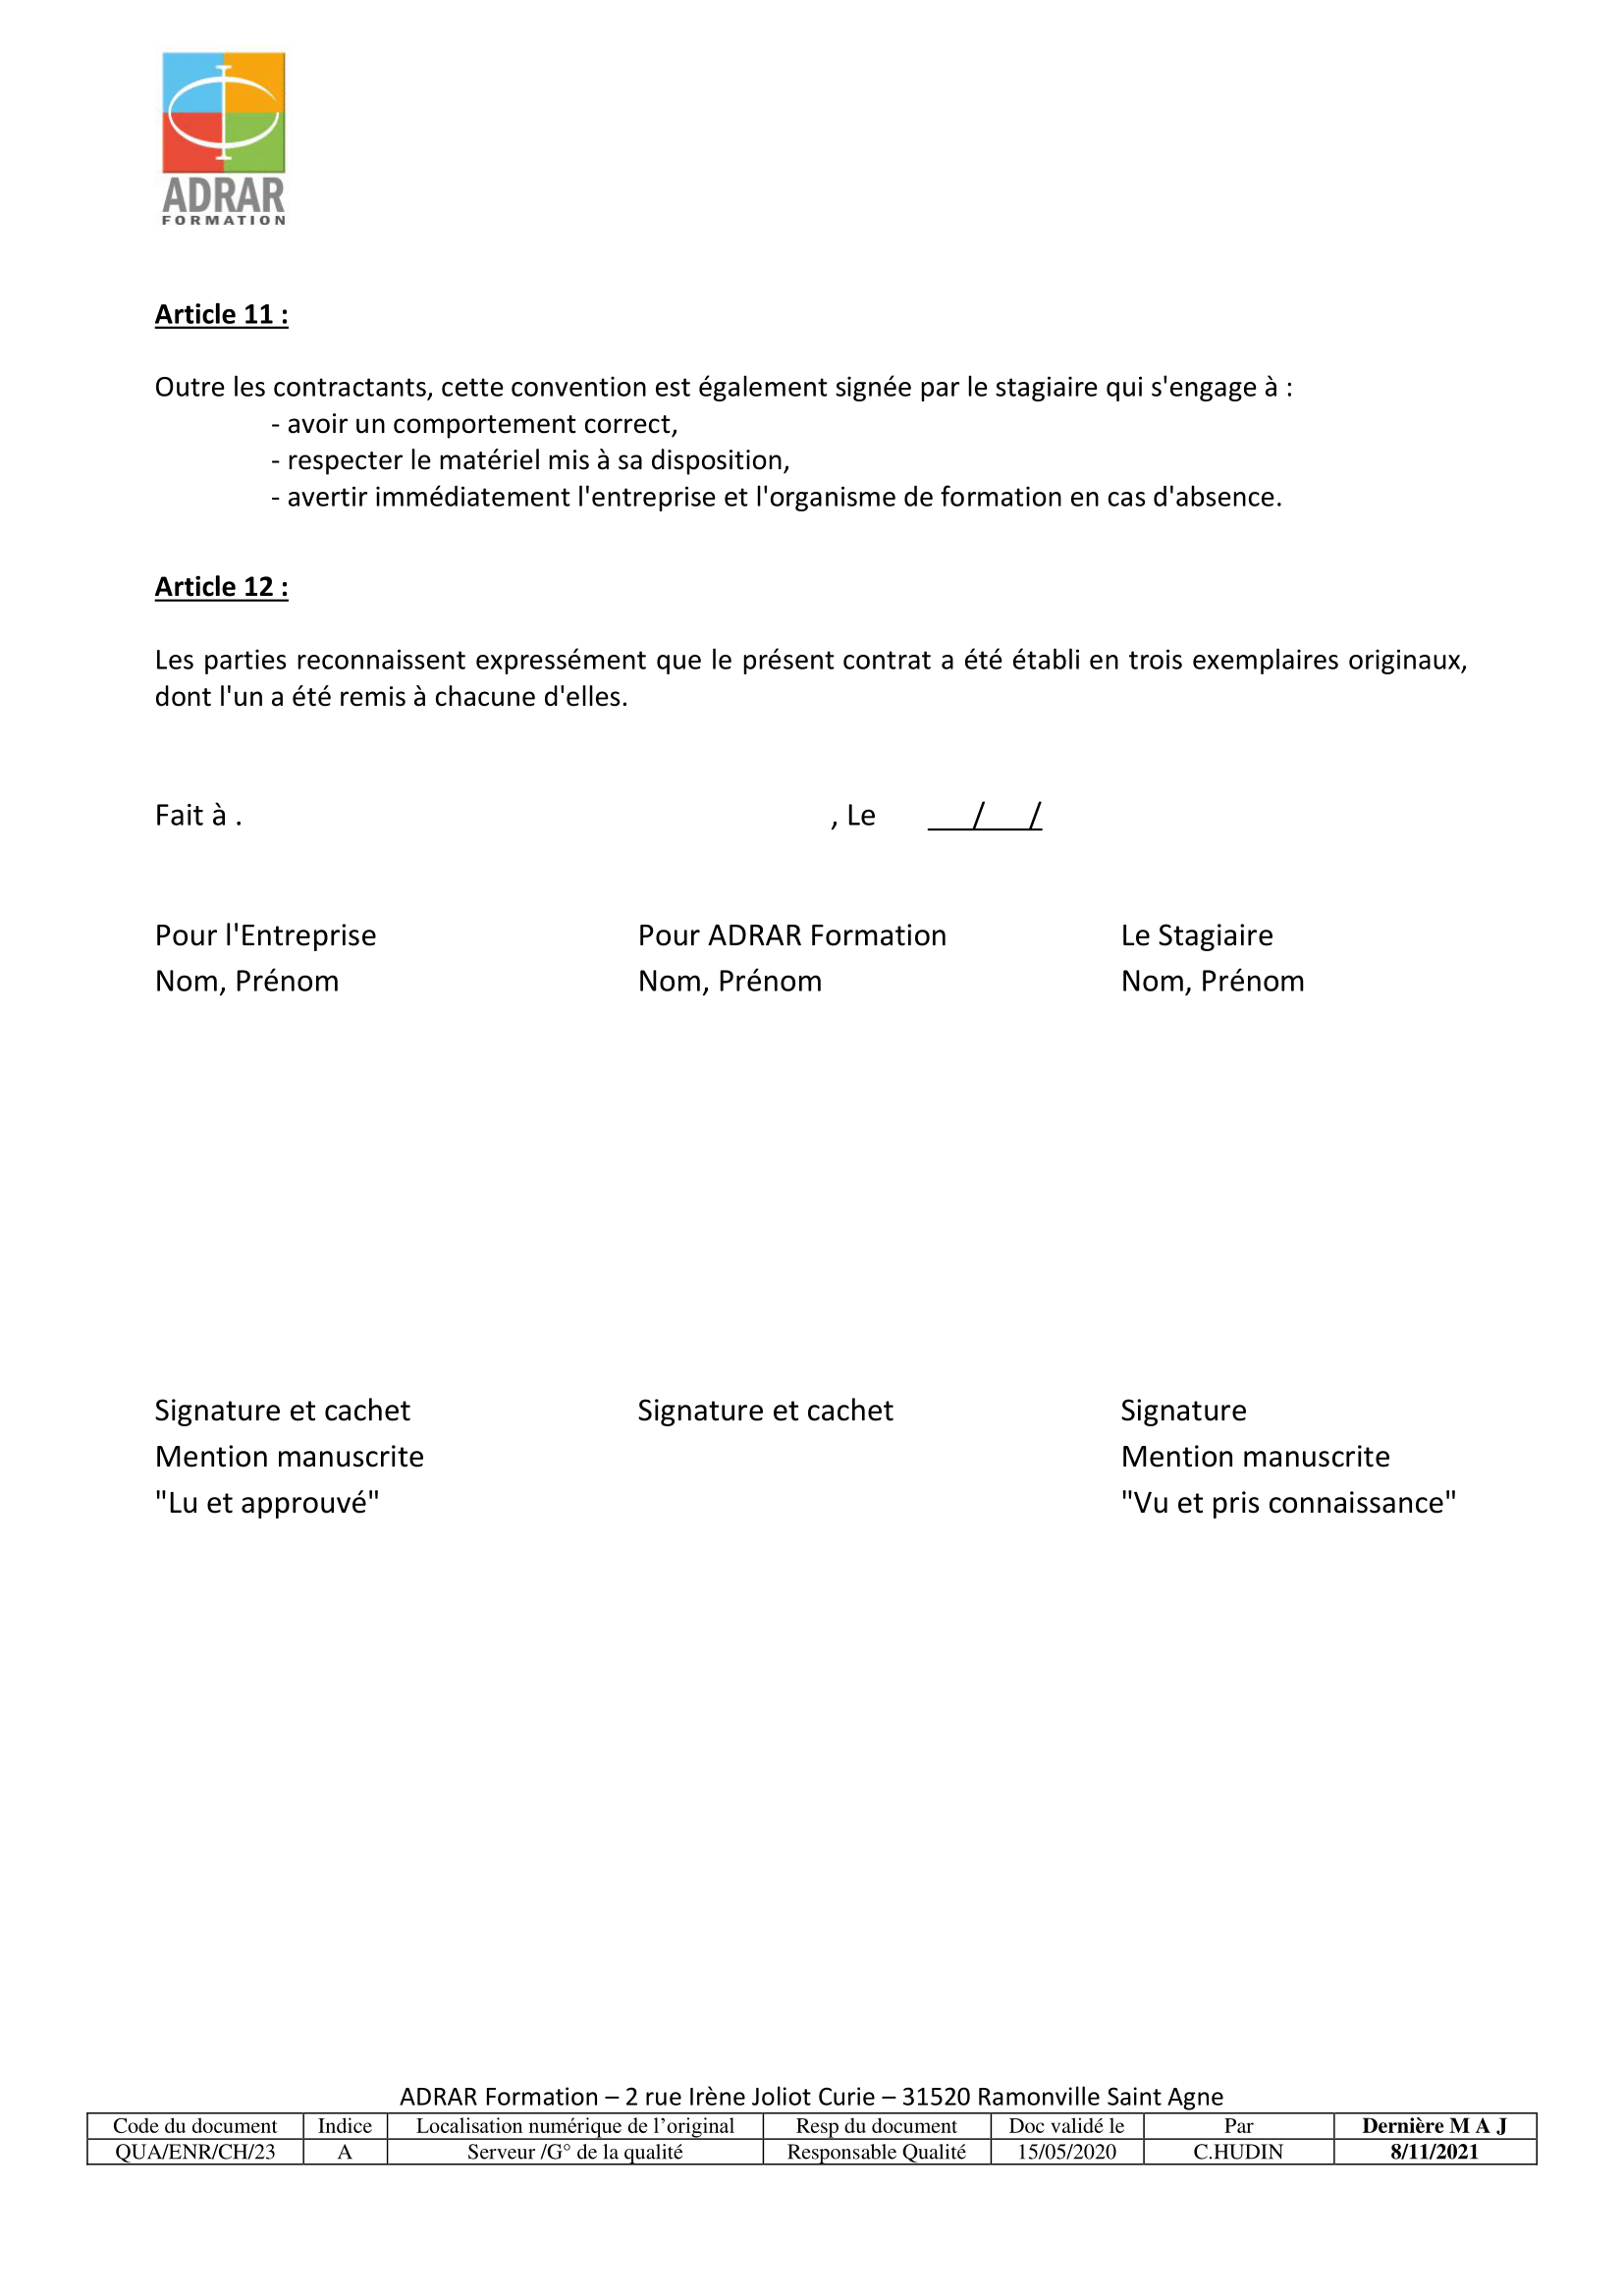 ADRAR
FORMATION
Article 11 :
Outre les contractants, cette convention est également signée par le stagiaire qui s'engage à :
- avoir un comportement correct,
- respecter le matériel mis à sa disposition,
- avertir immédiatement l'entreprise et l'organisme de formation en cas d'absence.
Article 12 :
Les parties reconnaissent expressément que le présent contrat a été établi en trois exemplaires originaux,
dont l'un a été remis à chacune d'elles.
Fait à . , Le ___/___/
Pour l'Entreprise Pour ADRAR Formation Le Stagiaire
Nom, Prénom Nom, Prénom Nom, Prénom
Signature et cachet Signature et cachet Signature
Mention manuscrite Mention manuscrite
"Lu et approuvé" "Vu et pris connaissance"
ADRAR Formation – 2 rue Irène Joliot Curie – 31520 Ramonville Saint Agne
Code du document Indice Localisation numérique de l’original Resp du document Doc validé le Par Dernière M A J
QUA/ENR/CH/23 A Serveur /G° de la qualité Responsable Qualité 15/05/2020 C.HUDIN 8/11/2021